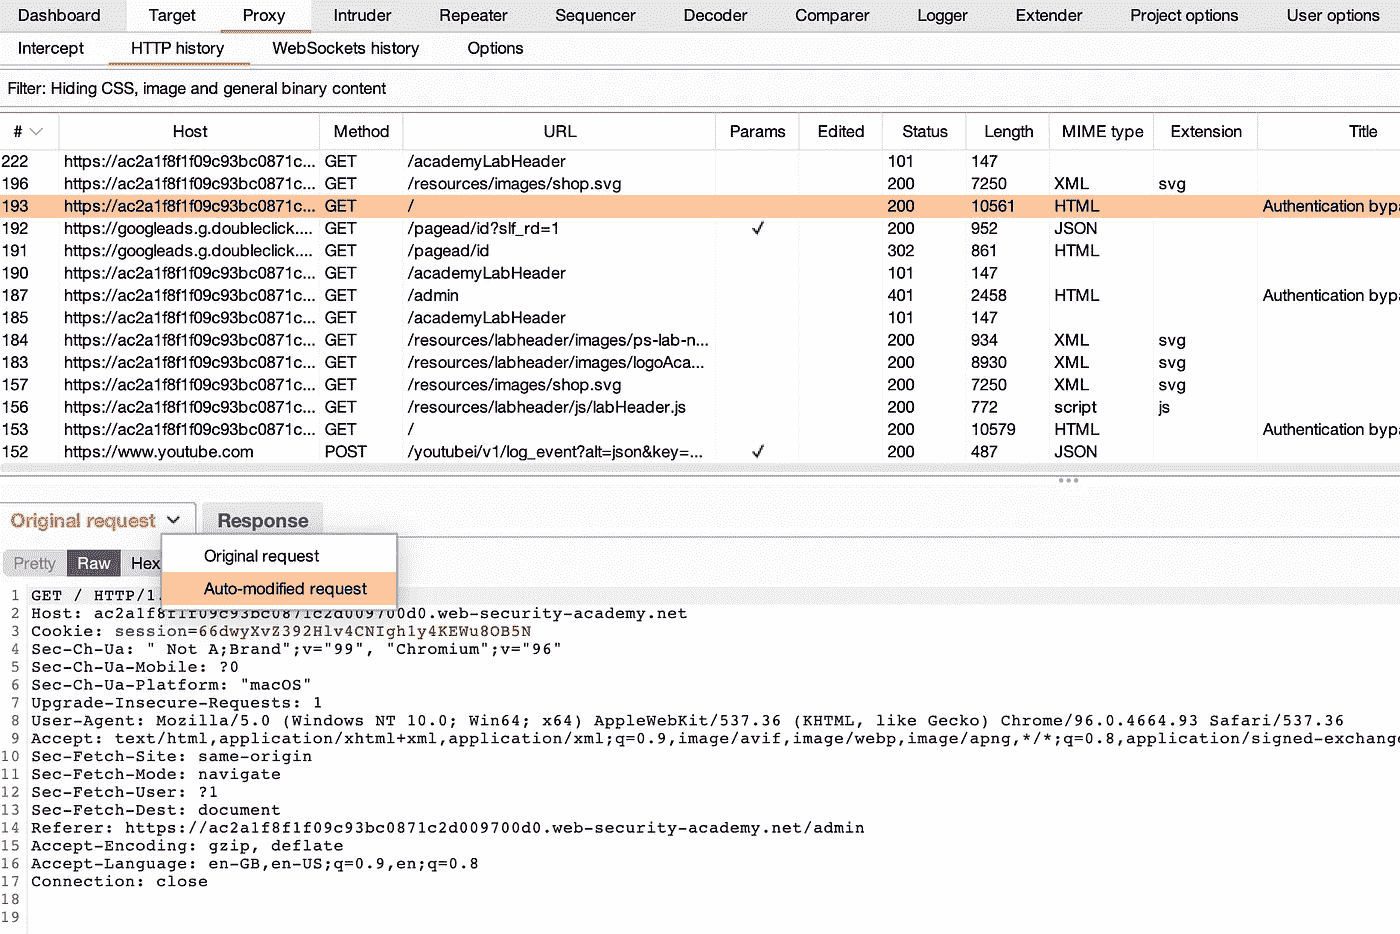 Dashboard Target Proxy Intruder Repeater Sequencer Decoder Comparer Logger Extender Project options User options
Intercept HTTP history WebSockets history Options
Filter: Hiding CSS, image and general binary content
# Host Method URL Params Edited Status Length MIME type Extension Title
222 https://ac2a1f8f1f09c93bc0871c... GET /academyLabHeader 101 147
196 https://ac2a1f8f1f09c93bc0871c... GET /resources/images/shop.svg 200 7250 XML svg
193 https://ac2a1f8f1f09c93bc0871c... GET / 200 10561 HTML Authentication bypa
192 https://googleads.g.doubleclick.... GET /pagead/id?slf_rd=1 ✓ 200 952 JSON
191 https://googleads.g.doubleclick.... GET /pagead/id 302 861 HTML
190 https://ac2a1f8f1f09c93bc0871c... GET /academyLabHeader 101 147
187 https://ac2a1f8f1f09c93bc0871c... GET /admin 401 2458 HTML Authentication bypa
185 https://ac2a1f8f1f09c93bc0871c... GET /academyLabHeader 101 147
184 https://ac2a1f8f1f09c93bc0871c... GET /resources/labheader/images/ps-lab-n... 200 934 XML svg
183 https://ac2a1f8f1f09c93bc0871c... GET /resources/labheader/images/logoAca... 200 8930 XML svg
157 https://ac2a1f8f1f09c93bc0871c... GET /resources/images/shop.svg 200 7250 XML svg
156 https://ac2a1f8f1f09c93bc0871c... GET /resources/labheader/js/labHeader.js 200 772 script js
153 https://ac2a1f8f1f09c93bc0871c... GET / 200 10579 HTML Authentication bypa
152 https://www.youtube.com POST /youtubei/v1/log_event?alt=json&key=... ✓ 200 487 JSON
Original request Response
Original request
Pretty Raw Hex
Auto-modified request
1 GET / HTTP/1.
2 Host: ac2a1f8f1f09c93bc0871c2d009700d0.web-security-academy.net
3 Cookie: session=66dwyXvZ392Hlv4CNIgh1y4KEWu8OB5N
4 Sec-Ch-Ua: " Not A;Brand";v="99", "Chromium";v="96"
5 Sec-Ch-Ua-Mobile: ?0
6 Sec-Ch-Ua-Platform: "macOS"
7 Upgrade-Insecure-Requests: 1
8 User-Agent: Mozilla/5.0 (Windows NT 10.0; Win64; x64) AppleWebKit/537.36 (KHTML, like Gecko) Chrome/96.0.4664.93 Safari/537.36
9 Accept: text/html,application/xhtml+xml,application/xml;q=0.9,image/avif,image/webp,image/apng,*/*;q=0.8,application/signed-exchange
10 Sec-Fetch-Site: same-origin
11 Sec-Fetch-Mode: navigate
12 Sec-Fetch-User: ?1
13 Sec-Fetch-Dest: document
14 Referer: https://ac2a1f8f1f09c93bc0871c2d009700d0.web-security-academy.net/admin
15 Accept-Encoding: gzip, deflate
16 Accept-Language: en-GB,en-US;q=0.9,en;q=0.8
17 Connection: close
18
19